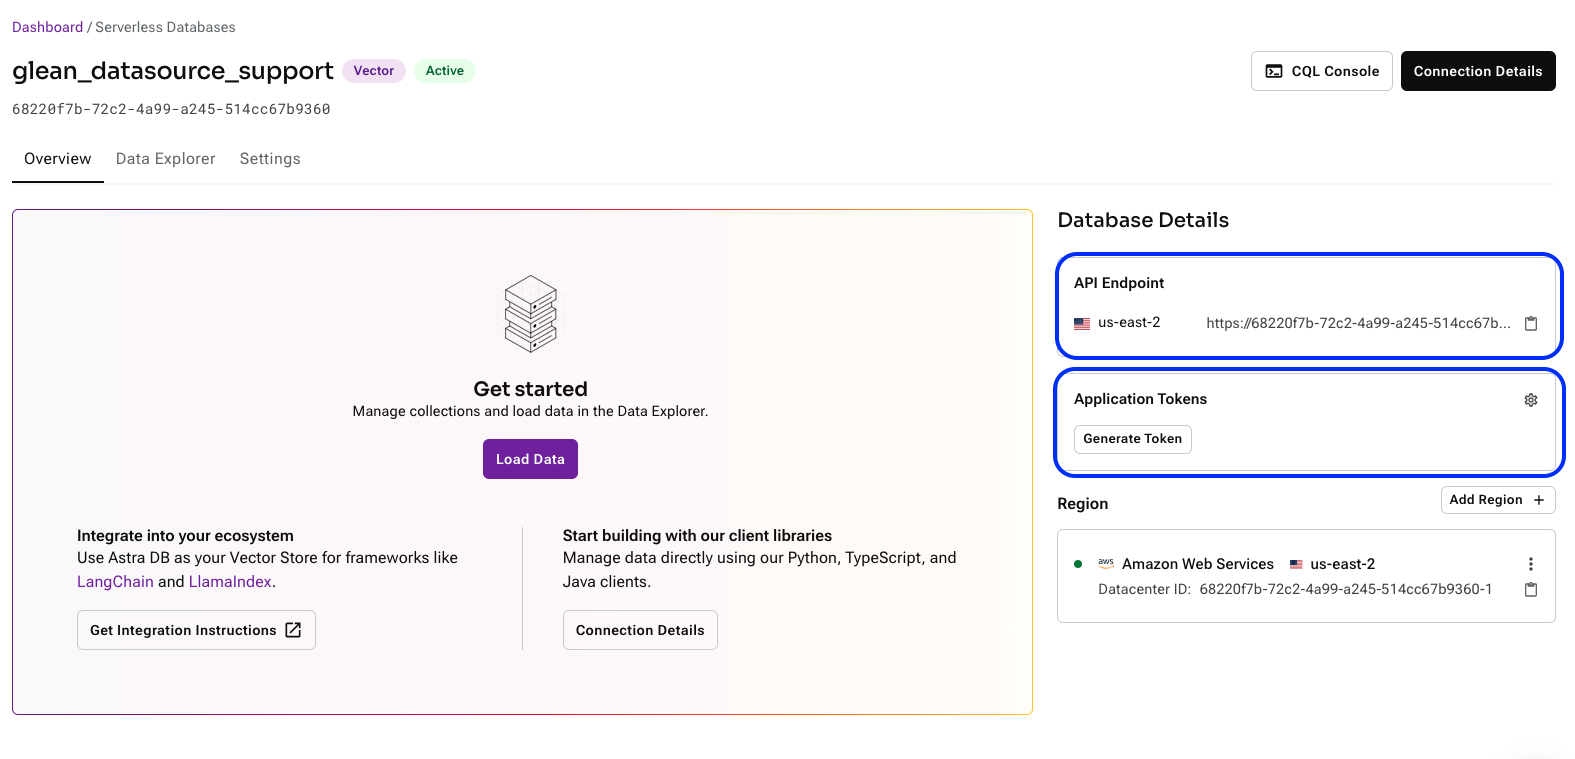 Dashboard / Serverless Databases
glean_datasource_support Vector Active
CQL Console Connection Details
68220f7b-72c2-4a99-a245-514cc67b9360
Overview Data Explorer Settings
Get started
Manage collections and load data in the Data Explorer.
Load Data
Integrate into your ecosystem
Use Astra DB as your Vector Store for frameworks like
LangChain and LlamaIndex.
Get Integration Instructions
Start building with our client libraries
Manage data directly using our Python, TypeScript, and
Java clients.
Connection Details
Database Details
API Endpoint
us-east-2 https://68220f7b-72c2-4a99-a245-514cc67b...
Application Tokens
Generate Token
Region Add Region +
aws Amazon Web Services us-east-2
Datacenter ID: 68220f7b-72c2-4a99-a245-514cc67b9360-1